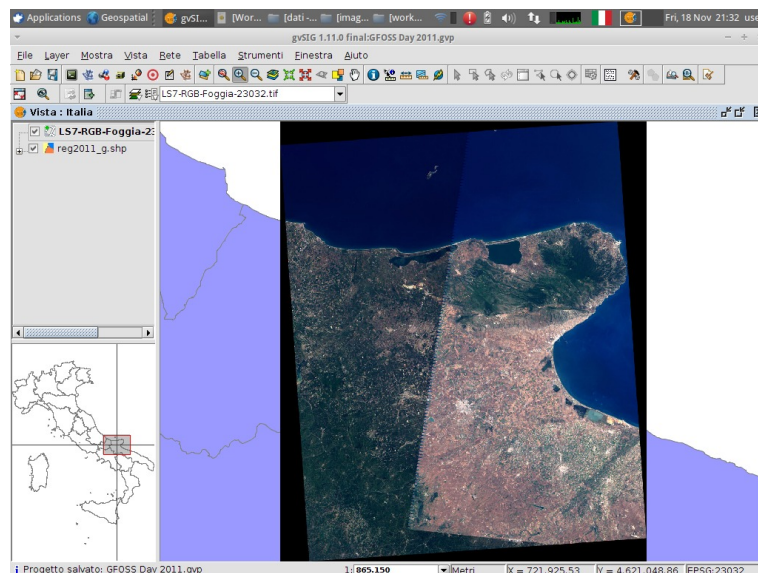 Applications Geospatial gvSI... [Wor... [dati -... [imag... [work... Fri, 18 Nov 21:32 use
gvSIG 1.11.0 final:GFOSS Day 2011.gvp
File Layer Mostra Vista Rete Tabella Strumenti Finestra Aiuto
LS7-RGB-Foggia-23032.tif
Vista : Italia
LS7-RGB-Foggia-23
reg2011_g.shp
Progetto salvato: GFOSS Day 2011.gvp 1: 865.150 Metri X = 721.925,53 Y = 4.621.048,86 EPSG:23032